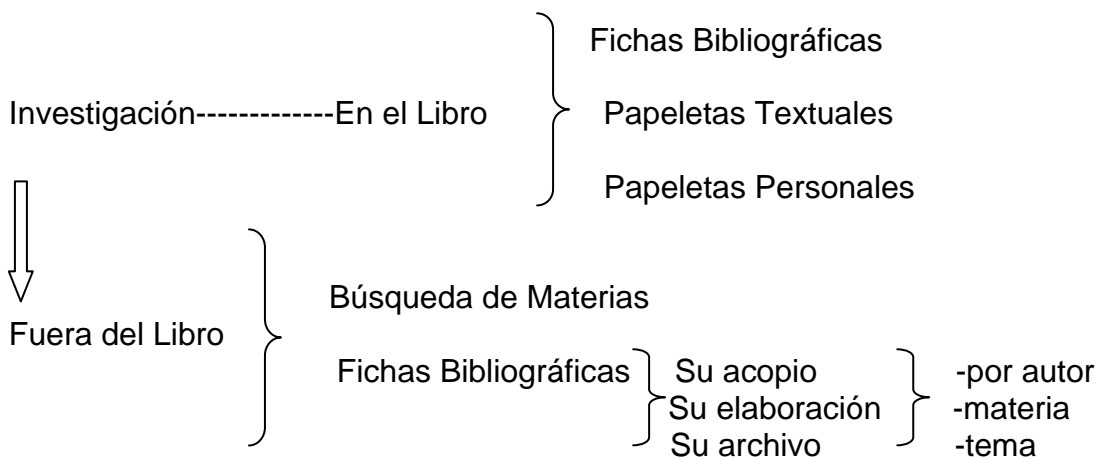 Fichas Bibliográficas
Investigación-------------En el Libro
Papeletas Textuales
Papeletas Personales
Búsqueda de Materias
Fuera del Libro
Fichas Bibliográficas Su acopio -por autor
Su elaboración -materia
Su archivo -tema